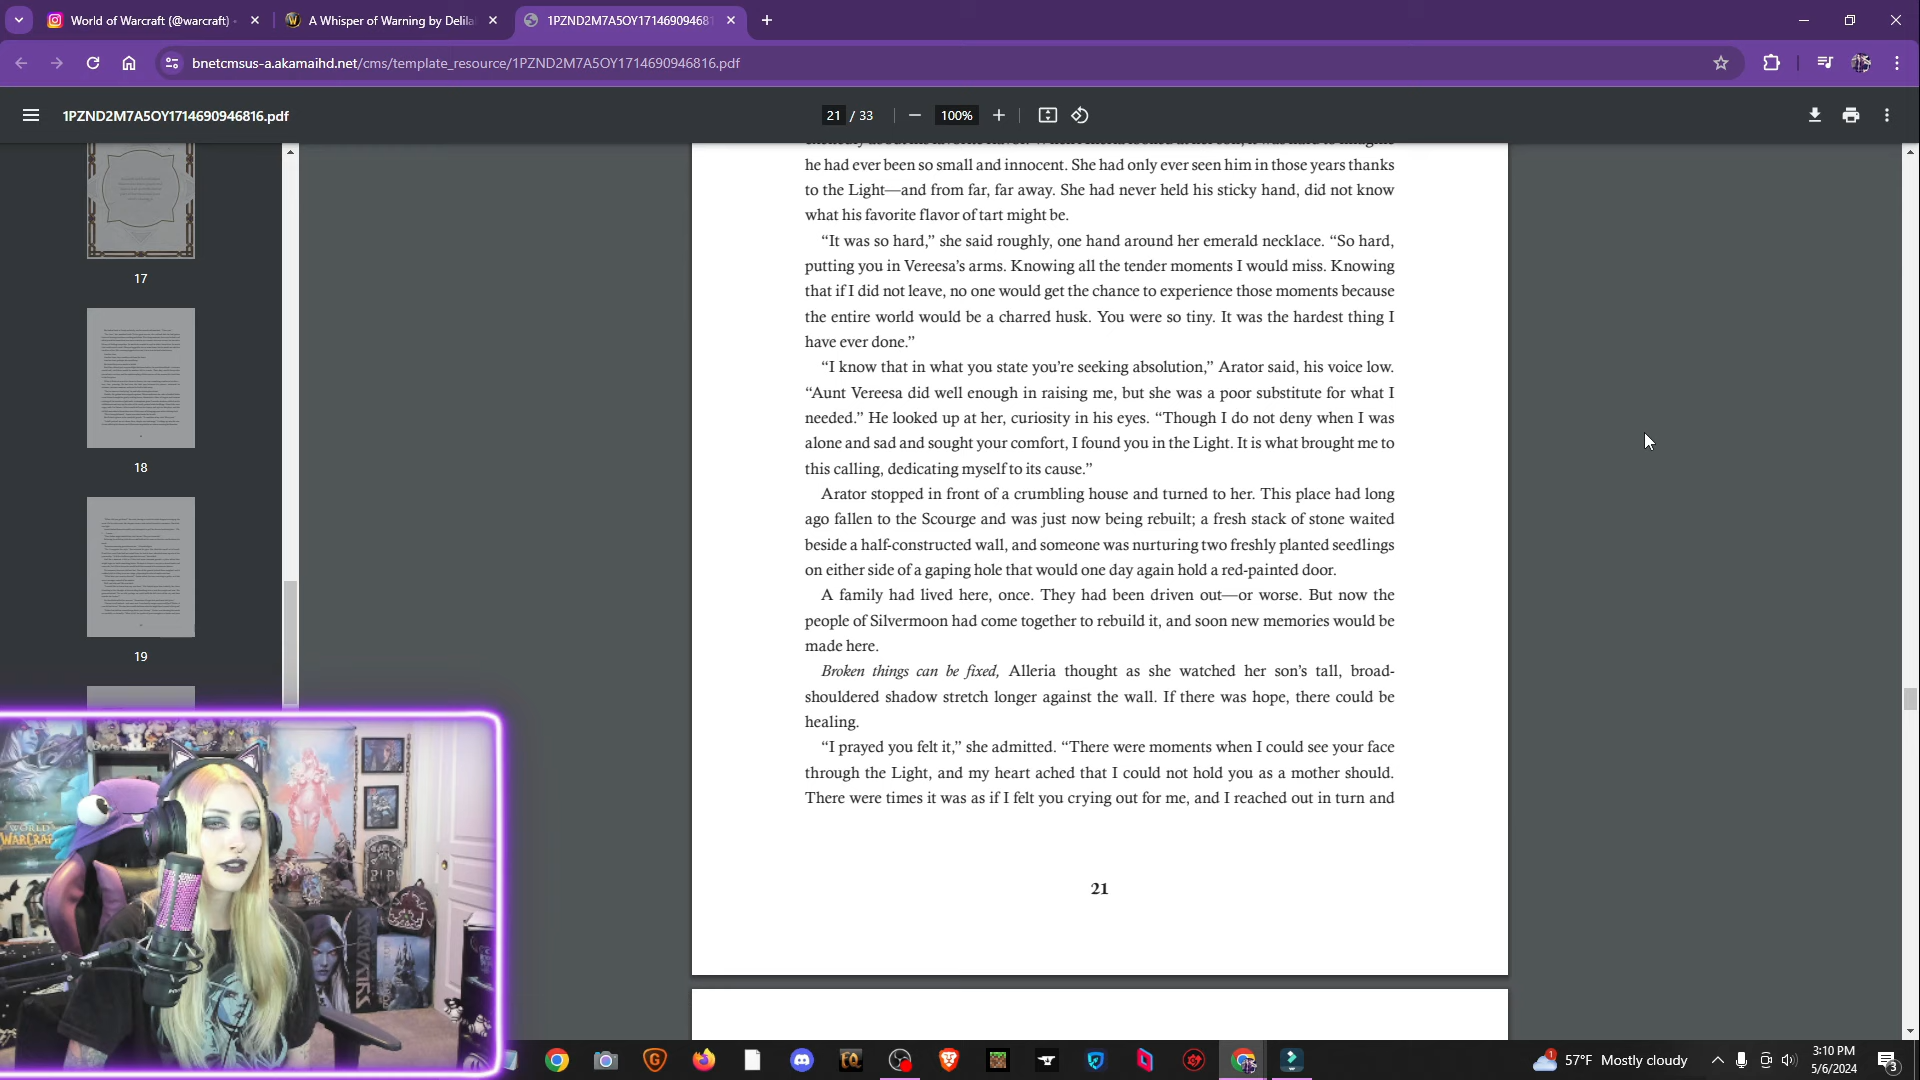 World of Warcraft (@warcraft)
A Whisper of Warning by Delila
1PZND2M7A5OY171469094681
bnetcmsus-a.akamaihd.net/cms/template_resource/1PZND2M7A5OY1714690946816.pdf
1PZND2M7A5OY1714690946816.pdf
21 / 33
100%
17
18
19
he had ever been so small and innocent. She had only ever seen him in those years thanks
to the Light—and from far, far away. She had never held his sticky hand, did not know
what his favorite flavor of tart might be.
“It was so hard,” she said roughly, one hand around her emerald necklace. “So hard,
putting you in Vereesa’s arms. Knowing all the tender moments I would miss. Knowing
that if I did not leave, no one would get the chance to experience those moments because
the entire world would be a charred husk. You were so tiny. It was the hardest thing I
have ever done.”
“I know that in what you state you’re seeking absolution,” Arator said, his voice low.
“Aunt Vereesa did well enough in raising me, but she was a poor substitute for what I
needed.” He looked up at her, curiosity in his eyes. “Though I do not deny when I was
alone and sad and sought your comfort, I found you in the Light. It is what brought me to
this calling, dedicating myself to its cause.”
Arator stopped in front of a crumbling house and turned to her. This place had long
ago fallen to the Scourge and was just now being rebuilt; a fresh stack of stone waited
beside a half-constructed wall, and someone was nurturing two freshly planted seedlings
on either side of a gaping hole that would one day again hold a red-painted door.
A family had lived here, once. They had been driven out—or worse. But now the
people of Silvermoon had come together to rebuild it, and soon new memories would be
made here.
Broken things can be fixed, Alleria thought as she watched her son’s tall, broad-
shouldered shadow stretch longer against the wall. If there was hope, there could be
healing.
“I prayed you felt it,” she admitted. “There were moments when I could see your face
through the Light, and my heart ached that I could not hold you as a mother should.
There were times it was as if I felt you crying out for me, and I reached out in turn and
21
WORLD
WARCRAF
RIP
57°F Mostly cloudy
3:10 PM
5/6/2024
3